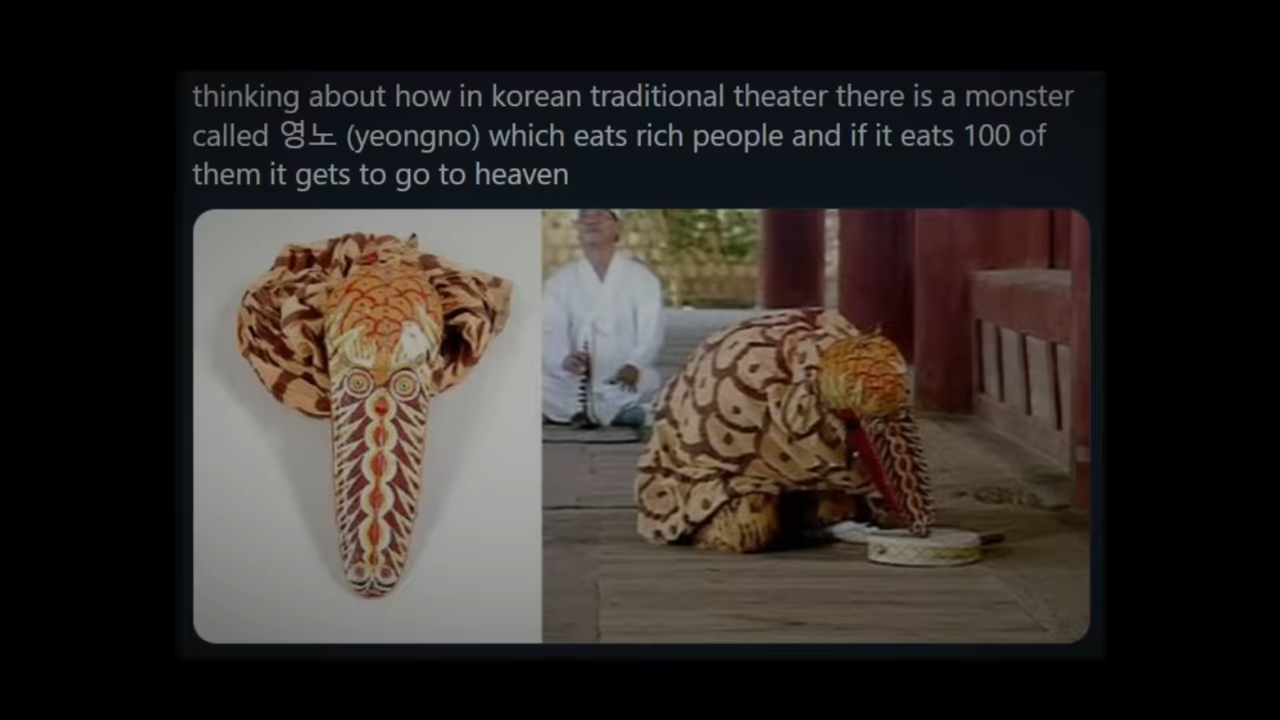 thinking about how in korean traditional theater there is a monster
called 영노 (yeongno) which eats rich people and if it eats 100 of
them it gets to go to heaven